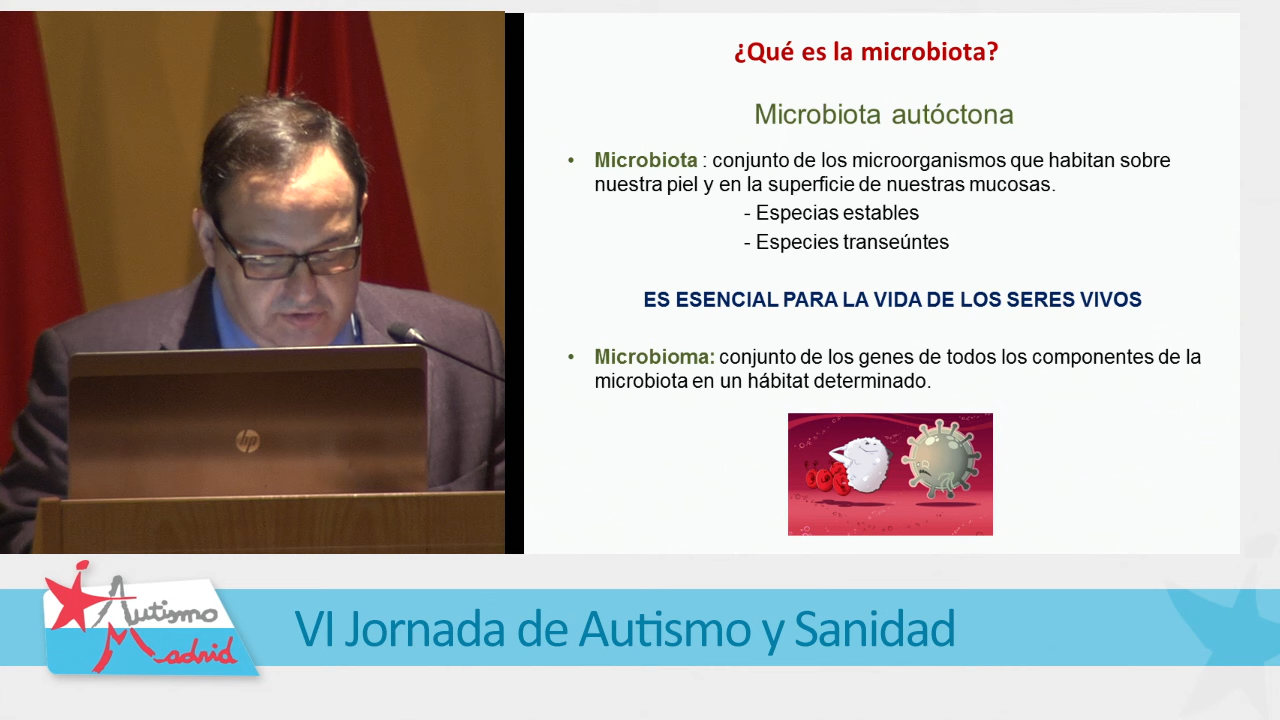 ¿Qué es la microbiota?
Microbiota autóctona
• Microbiota : conjunto de los microorganismos que habitan sobre
nuestra piel y en la superficie de nuestras mucosas.
- Especias estables
- Especies transeúntes
ES ESENCIAL PARA LA VIDA DE LOS SERES VIVOS
• Microbioma: conjunto de los genes de todos los componentes de la
microbiota en un hábitat determinado.
hp
Autismo
Madrid
VI Jornada de Autismo y Sanidad